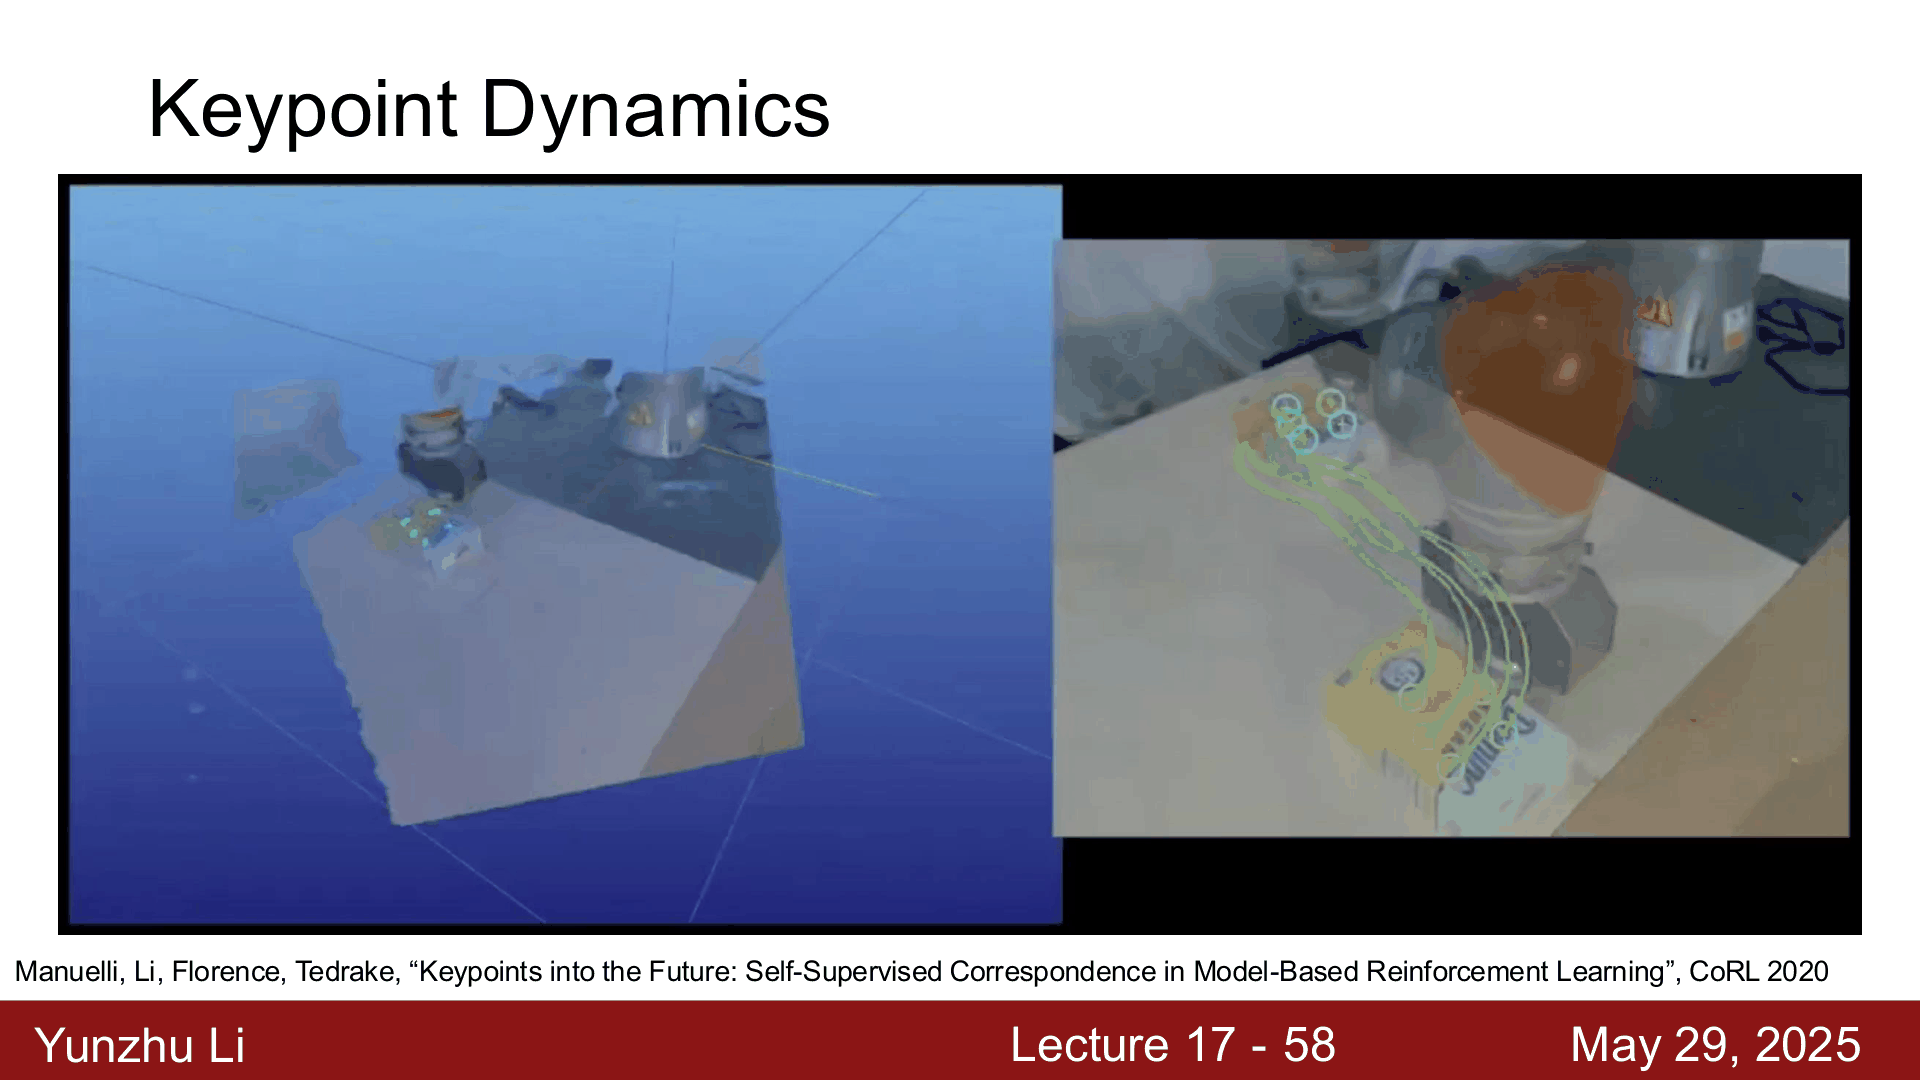 Keypoint Dynamics
Manuelli, Li, Florence, Tedrake, “Keypoints into the Future: Self-Supervised Correspondence in Model-Based Reinforcement Learning”, CoRL 2020
Yunzhu Li
Lecture 17 - 58
May 29, 2025